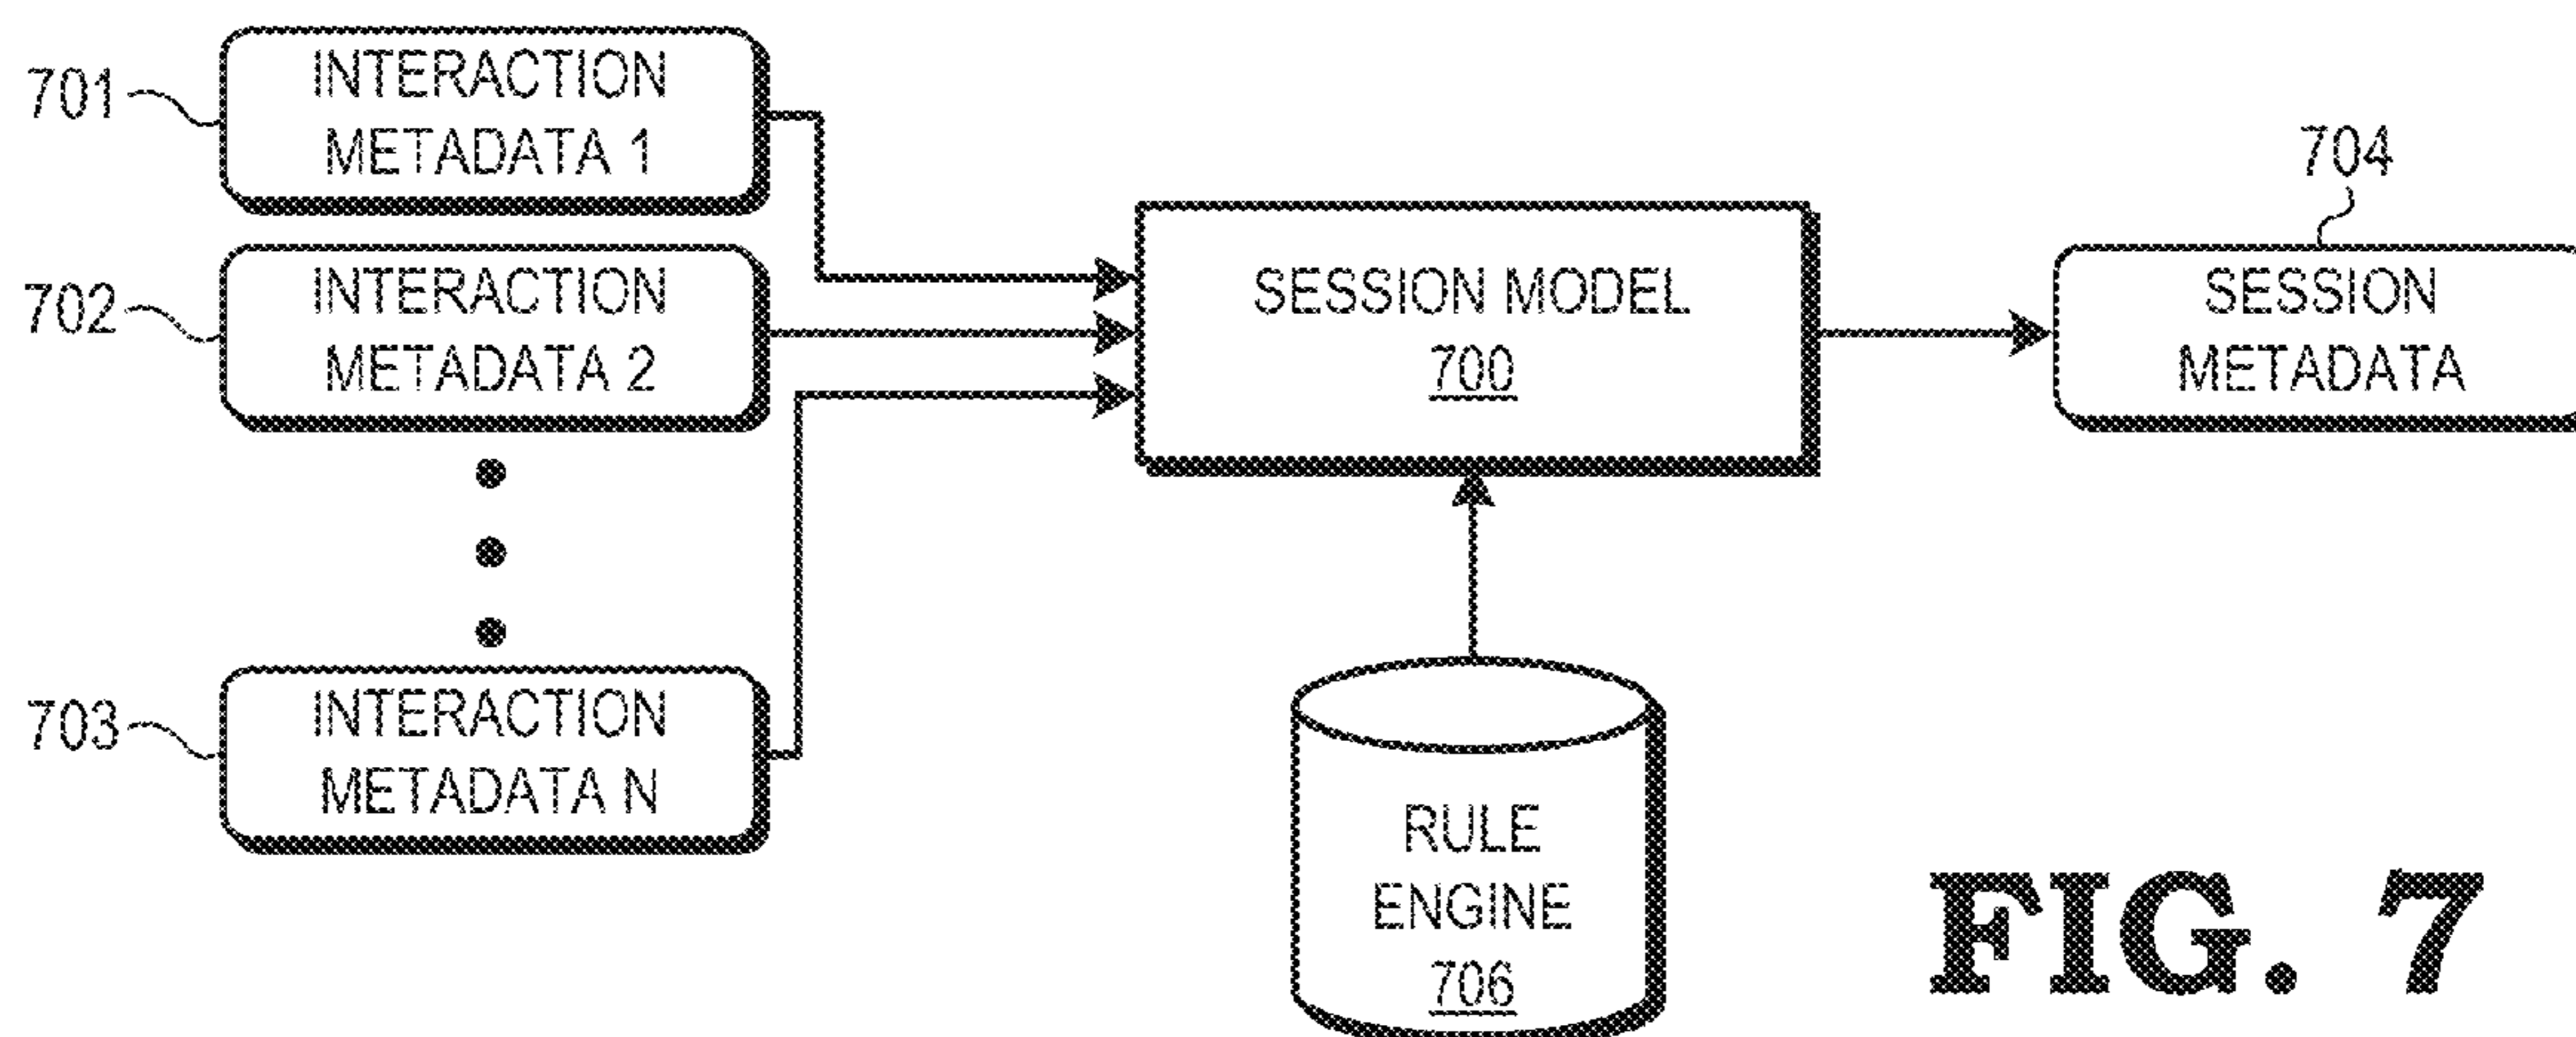 701
INTERACTION
METADATA 1
702
INTERACTION
METADATA 2
703
INTERACTION
METADATA N
SESSION MODEL
700
704
SESSION
METADATA
RULE
ENGINE
706
FIG. 7